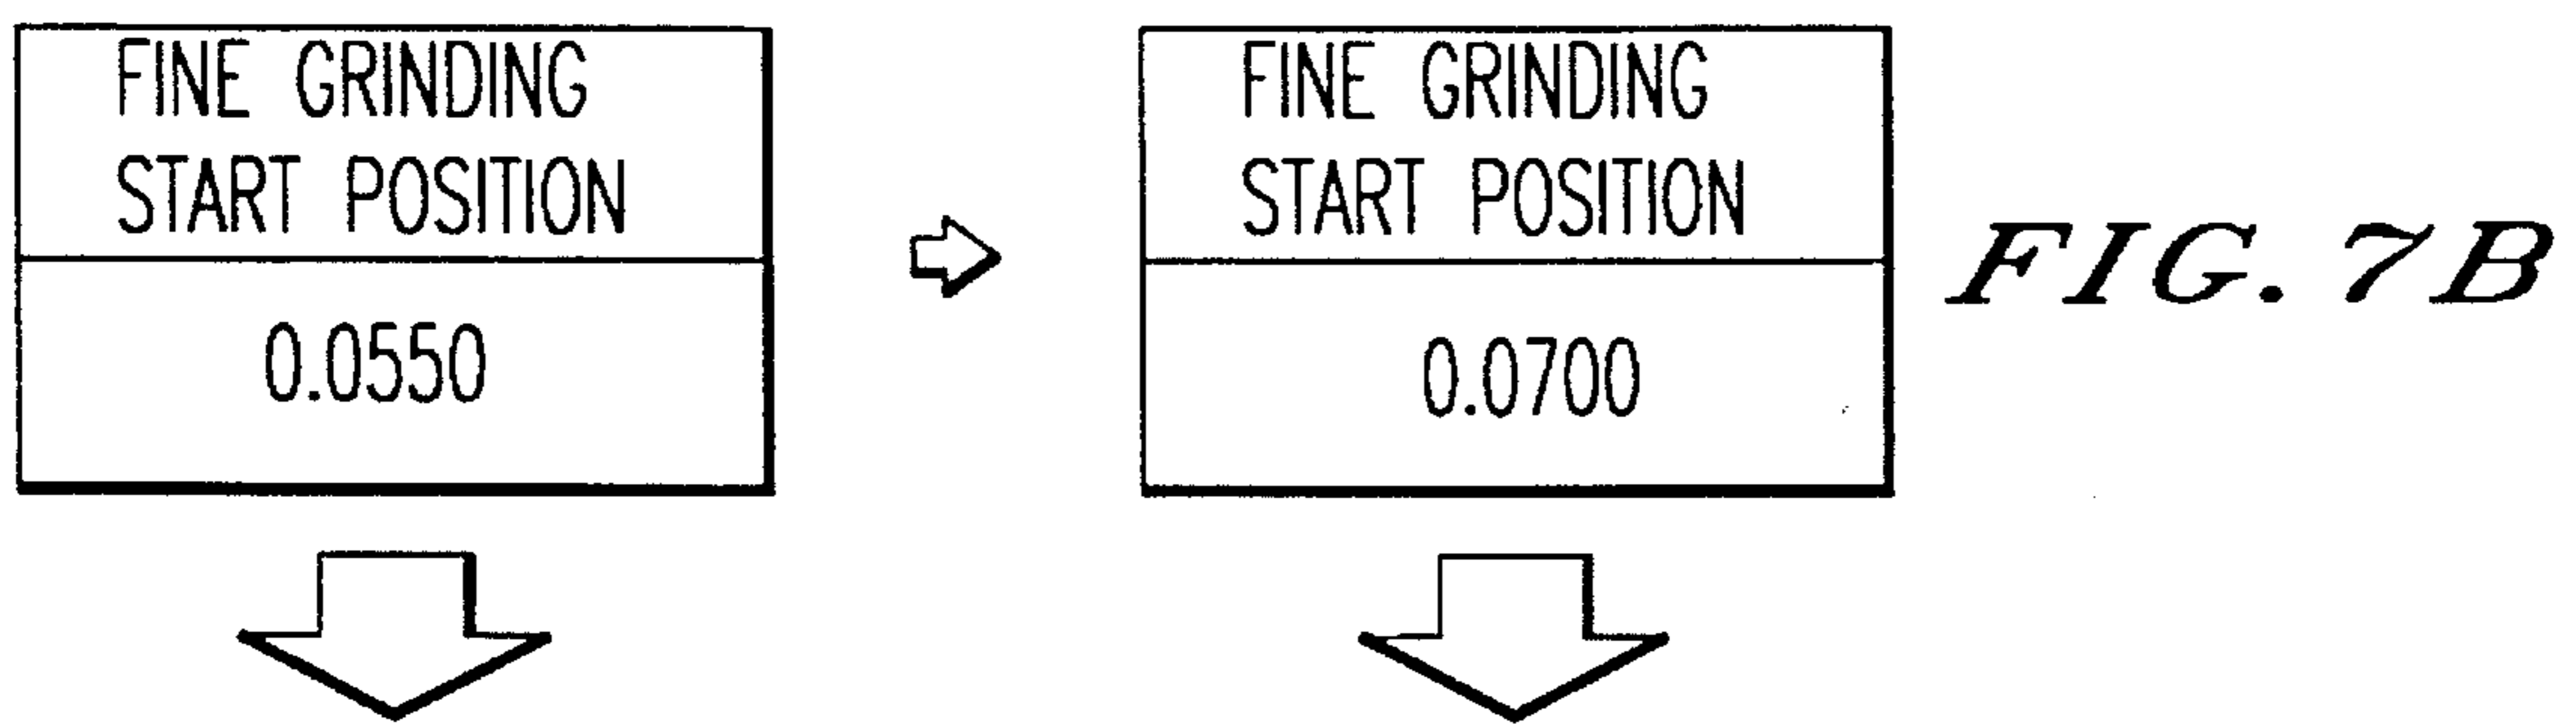 FINE GRINDING
START POSITION
0.0550
FINE GRINDING
START POSITION
0.0700
FIG. 7B